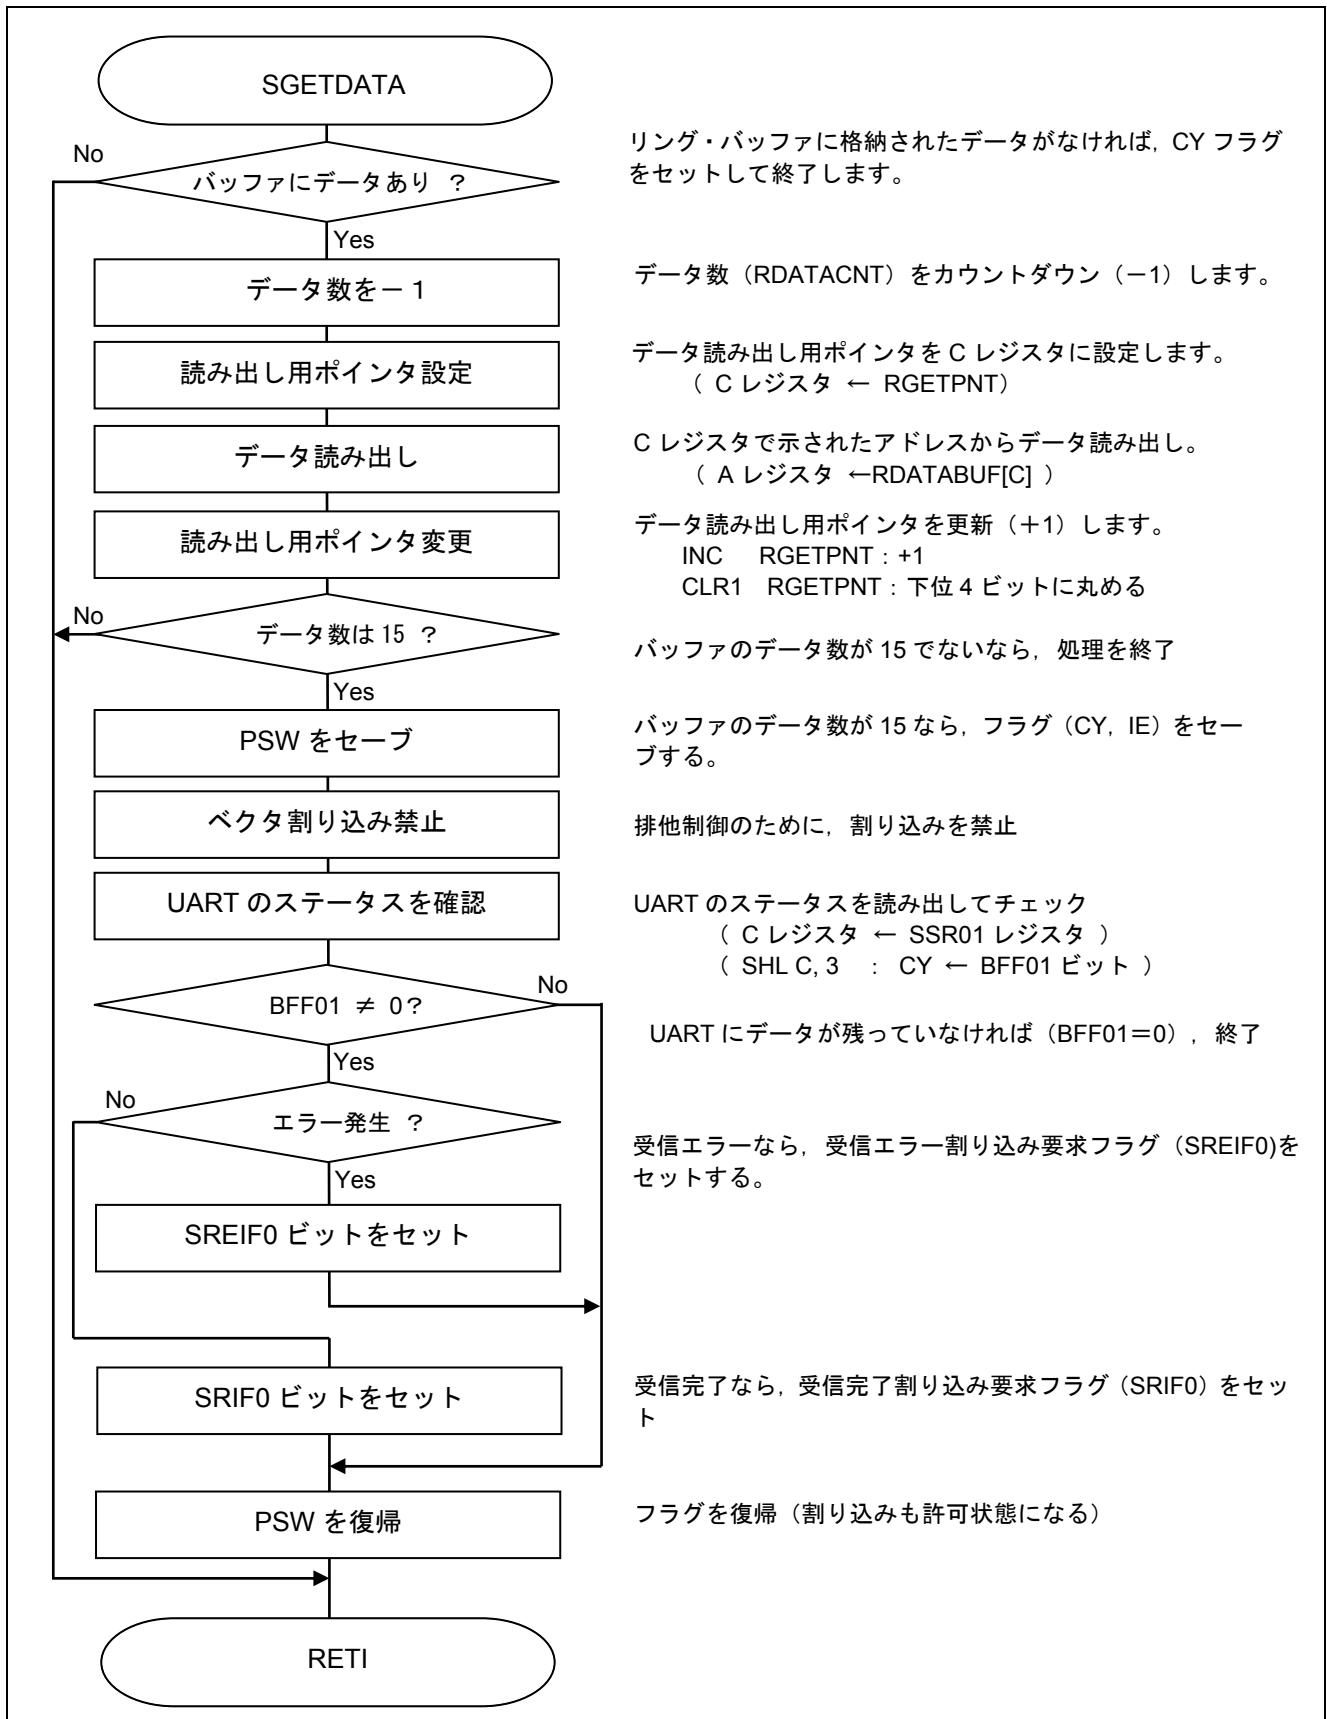 SGETDATA
No
バッファにデータあり ?
リング・バッファに格納されたデータがなければ，CY フラグ
をセットして終了します。
Yes
データ数を－１
データ数（RDATACNT）をカウントダウン（－1）します。
読み出し用ポインタ設定
データ読み出し用ポインタを C レジスタに設定します。
（ C レジスタ ← RGETPNT）
データ読み出し
C レジスタで示されたアドレスからデータ読み出し。
（ A レジスタ ←RDATABUF[C] ）
読み出し用ポインタ変更
データ読み出し用ポインタを更新（＋1）します。
INC RGETPNT：+1
CLR1 RGETPNT：下位 4 ビットに丸める
No
データ数は 15 ?
バッファのデータ数が 15 でないなら，処理を終了
Yes
PSW をセーブ
バッファのデータ数が 15 なら，フラグ（CY，IE）をセー
ブする。
ベクタ割り込み禁止
排他制御のために，割り込みを禁止
UART のステータスを確認
UART のステータスを読み出してチェック
（ C レジスタ ← SSR01 レジスタ ）
（ SHL C, 3 ： CY ← BFF01 ビット ）
BFF01 ≠ 0？
No
UART にデータが残っていなければ（BFF01＝0），終了
Yes
No
エラー発生 ？
受信エラーなら，受信エラー割り込み要求フラグ（SREIF0)を
セットする。
Yes
SREIF0 ビットをセット
SRIF0 ビットをセット
受信完了なら，受信完了割り込み要求フラグ（SRIF0）をセッ
ト
PSW を復帰
フラグを復帰（割り込みも許可状態になる）
RETI